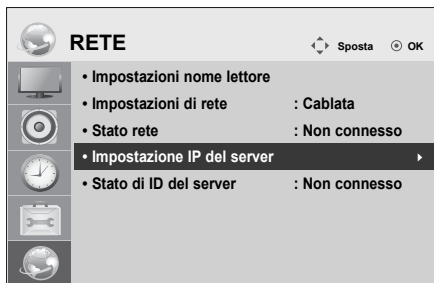 RETE
Sposta OK
• Impostazioni nome lettore
• Impostazioni di rete : Cablata
• Stato rete : Non connesso
• Impostazione IP del server
• Stato di ID del server : Non connesso